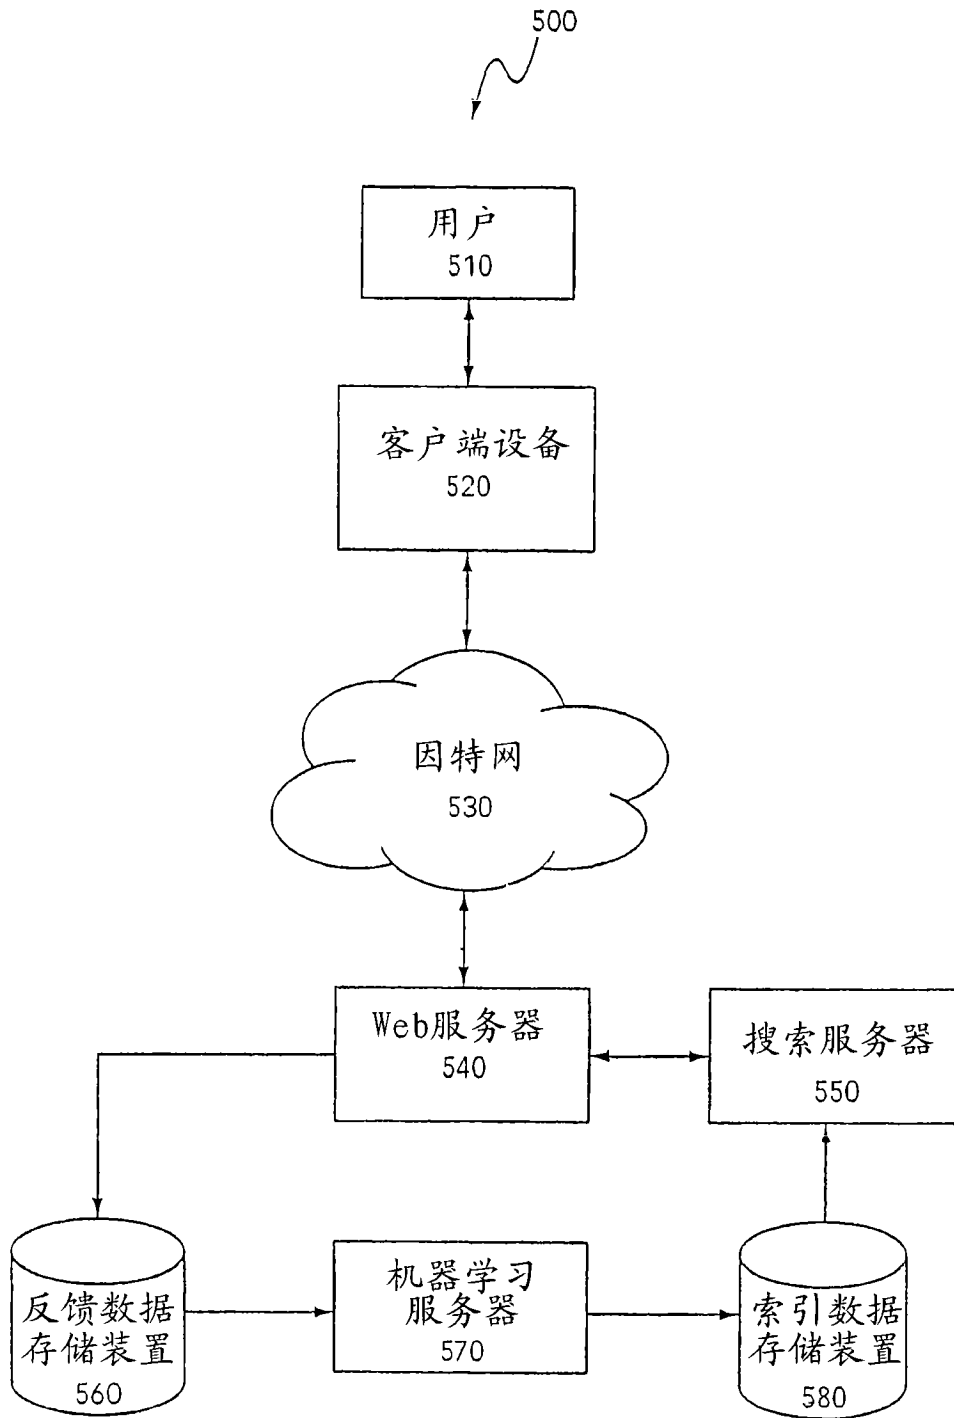 500
用户
510
客户端设备
520
因特网
530
Web服务器
540
搜索服务器
550
反馈数据
存储装置
560
机器学习
服务器
570
索引数据
存储装置
580